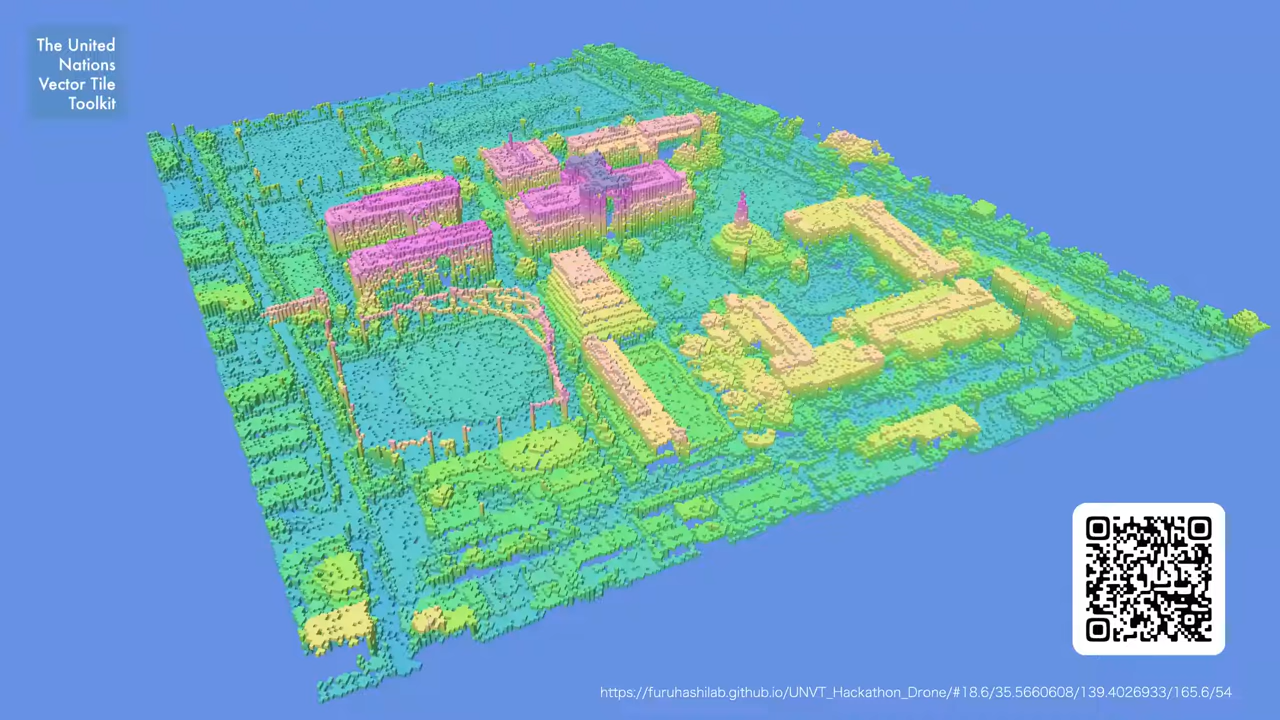 The United
Nations
Vector Tile
Toolkit
https://furuhashilab.github.io/UNVT_Hackathon_Drone/#18.6/35.5660608/139.4026933/165.6/54